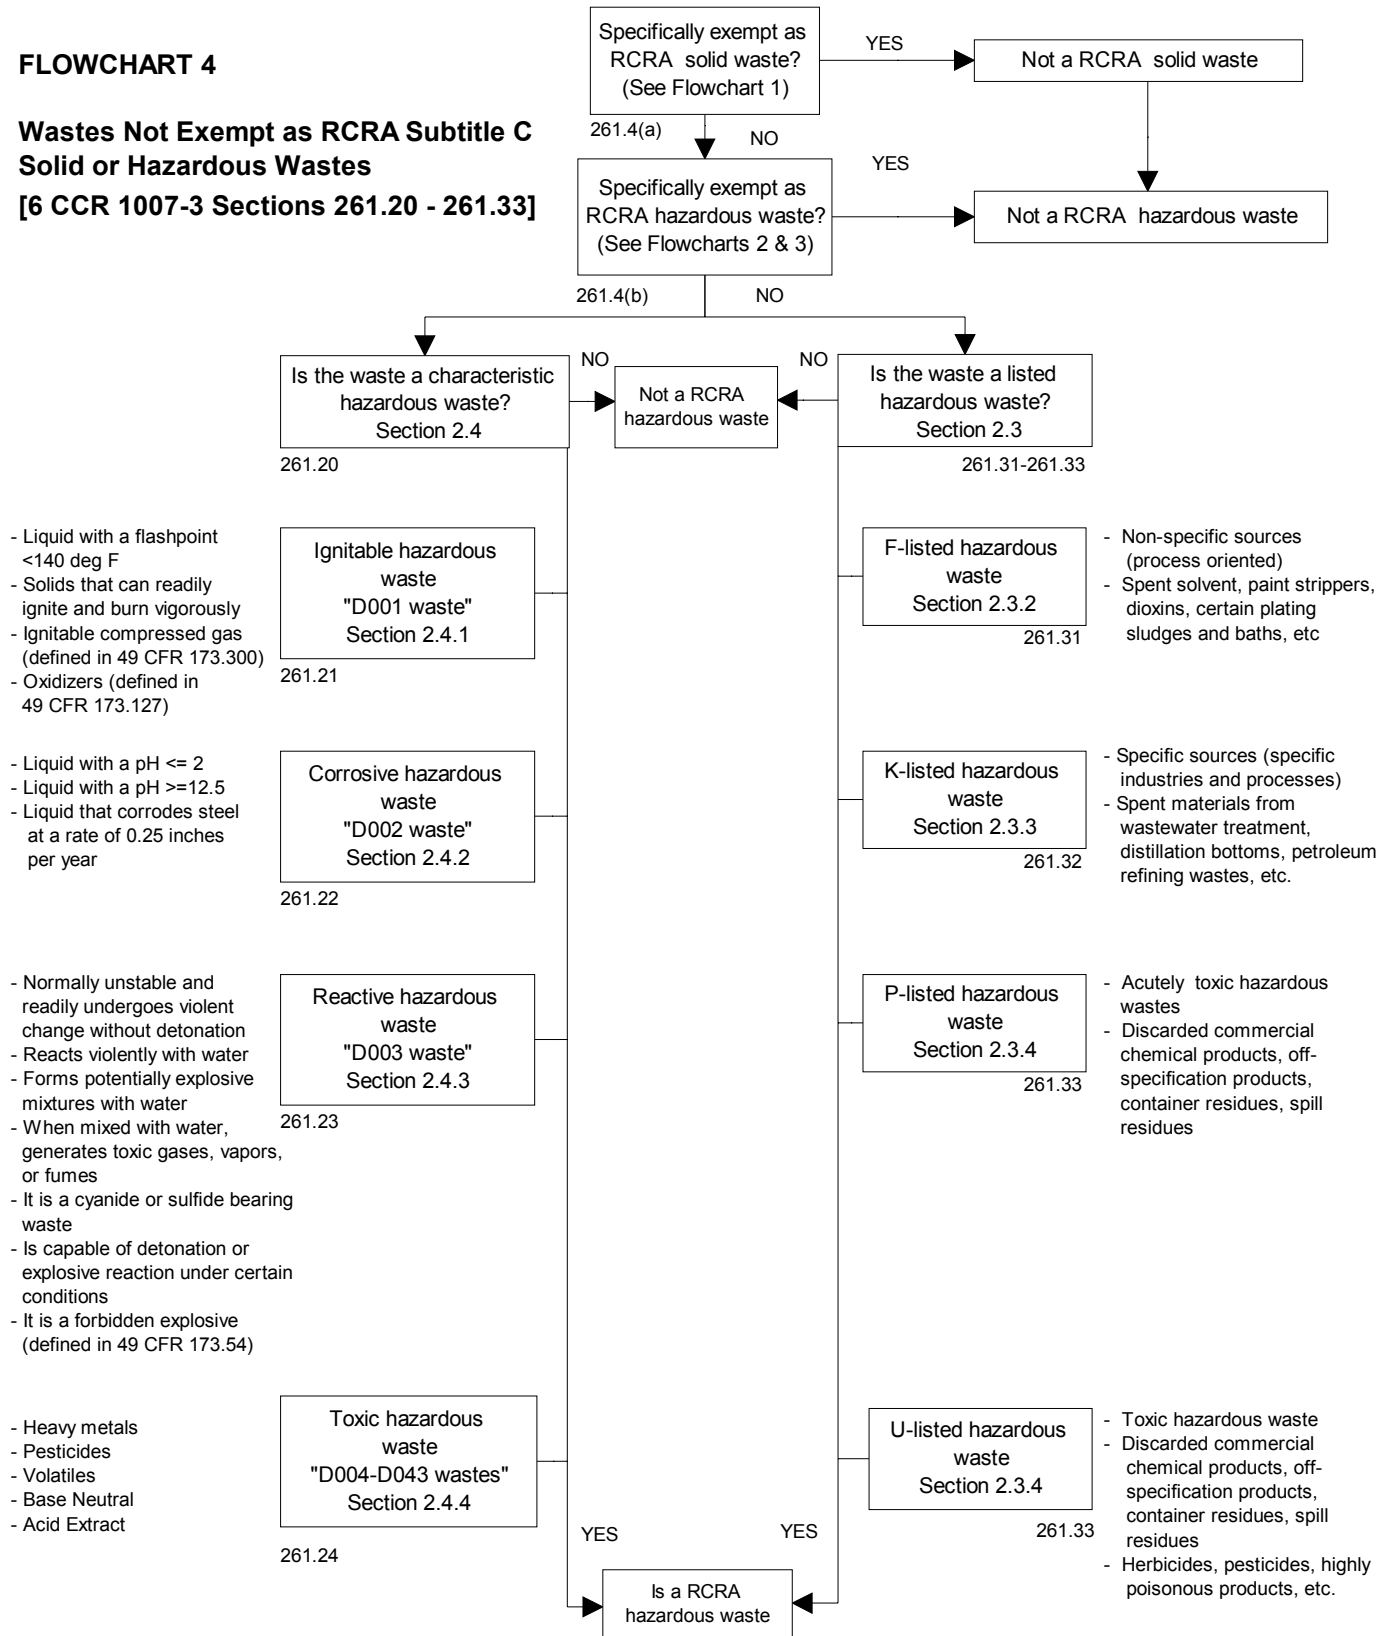 FLOWCHART 4
Wastes Not Exempt as RCRA Subtitle C
Solid or Hazardous Wastes
[6 CCR 1007-3 Sections 261.20 - 261.33]
Specifically exempt as
RCRA solid waste?
(See Flowchart 1)
YES
Not a RCRA solid waste
261.4(a)
NO
Specifically exempt as
RCRA hazardous waste?
(See Flowcharts 2 & 3)
YES
Not a RCRA hazardous waste
261.4(b)
NO
Is the waste a characteristic
hazardous waste?
Section 2.4
261.20
NO
Not a RCRA
hazardous waste
NO
Is the waste a listed
hazardous waste?
Section 2.3
261.31-261.33
- Liquid with a flashpoint
<140 deg F
- Solids that can readily
ignite and burn vigorously
- Ignitable compressed gas
(defined in 49 CFR 173.300)
- Oxidizers (defined in
49 CFR 173.127)
Ignitable hazardous
waste
"D001 waste"
Section 2.4.1
261.21
F-listed hazardous
waste
Section 2.3.2
261.31
- Non-specific sources
(process oriented)
- Spent solvent, paint strippers,
dioxins, certain plating
sludges and baths, etc
- Liquid with a pH <= 2
- Liquid with a pH >=12.5
- Liquid that corrodes steel
at a rate of 0.25 inches
per year
Corrosive hazardous
waste
"D002 waste"
Section 2.4.2
261.22
K-listed hazardous
waste
Section 2.3.3
261.32
- Specific sources (specific
industries and processes)
- Spent materials from
wastewater treatment,
distillation bottoms, petroleum
refining wastes, etc.
- Normally unstable and
readily undergoes violent
change without detonation
- Reacts violently with water
- Forms potentially explosive
mixtures with water
- When mixed with water,
generates toxic gases, vapors,
or fumes
- It is a cyanide or sulfide bearing
waste
- Is capable of detonation or
explosive reaction under certain
conditions
- It is a forbidden explosive
(defined in 49 CFR 173.54)
Reactive hazardous
waste
"D003 waste"
Section 2.4.3
261.23
P-listed hazardous
waste
Section 2.3.4
261.33
- Acutely toxic hazardous
wastes
- Discarded commercial
chemical products, off-
specification products,
container residues, spill
residues
- Heavy metals
- Pesticides
- Volatiles
- Base Neutral
- Acid Extract
Toxic hazardous
waste
"D004-D043 wastes"
Section 2.4.4
261.24
U-listed hazardous
waste
Section 2.3.4
261.33
- Toxic hazardous waste
- Discarded commercial
chemical products, off-
specification products,
container residues, spill
residues
- Herbicides, pesticides, highly
poisonous products, etc.
YES
YES
Is a RCRA
hazardous waste